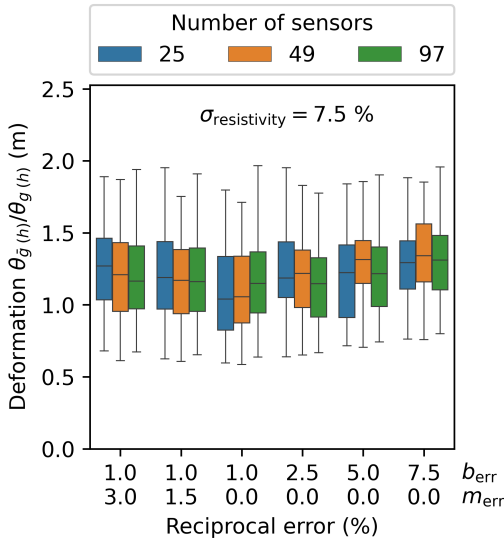 Number of sensors
25 49 97
σresistivity = 7.5 %
Deformation θg̃ (h)/θg (h) (m)
2.5
2.0
1.5
1.0
0.5
0.0
1.0 1.0 1.0 2.5 5.0 7.5 berr
3.0 1.5 0.0 0.0 0.0 0.0 merr
Reciprocal error (%)